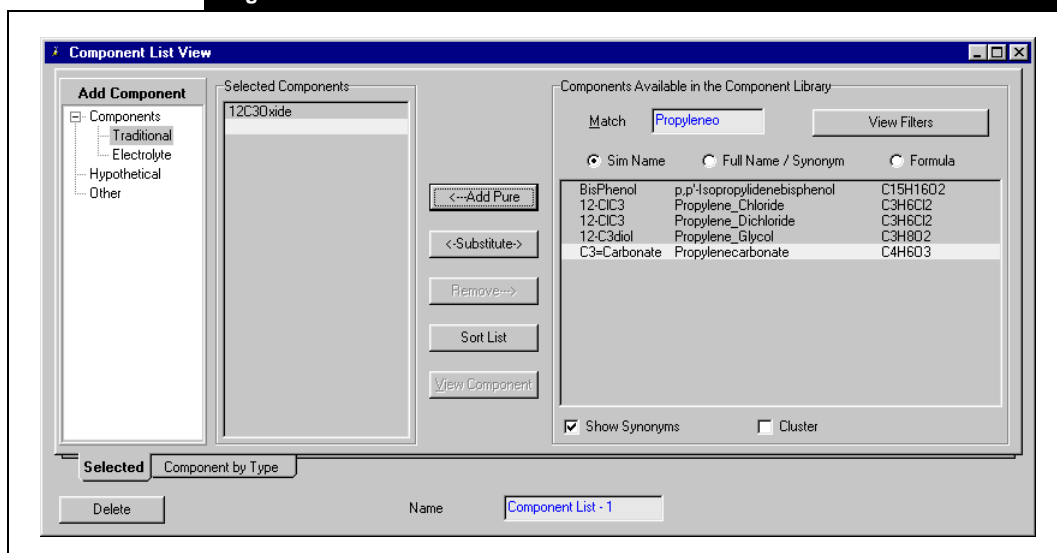 Component List View
Add Component
Components
Traditional
Electrolyte
Hypothetical
Other
Selected Components
12C3Oxide
<---Add Pure
<-Substitute->
Remove--->
Sort List
View Component
Components Available in the Component Library
Match Propyleneo View Filters
Sim Name Full Name / Synonym Formula
BisPhenol p,p'-Isopropylidenebisphenol C15H16O2
12-ClC3 Propylene_Chloride C3H6Cl2
12-ClC3 Propylene_Dichloride C3H6Cl2
12-C3diol Propylene_Glycol C3H8O2
C3=Carbonate Propylenecarbonate C4H6O3
Show Synonyms Cluster
Selected Component by Type
Delete Name Component List - 1